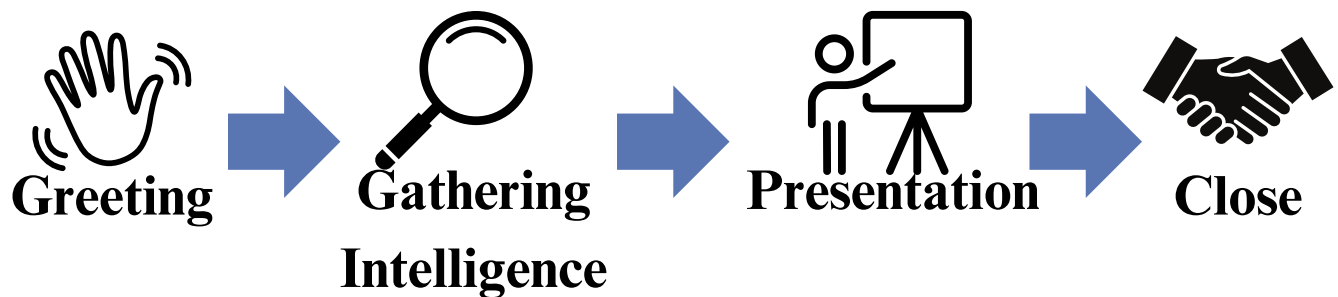 Greeting
Gathering
Intelligence
Presentation
Close